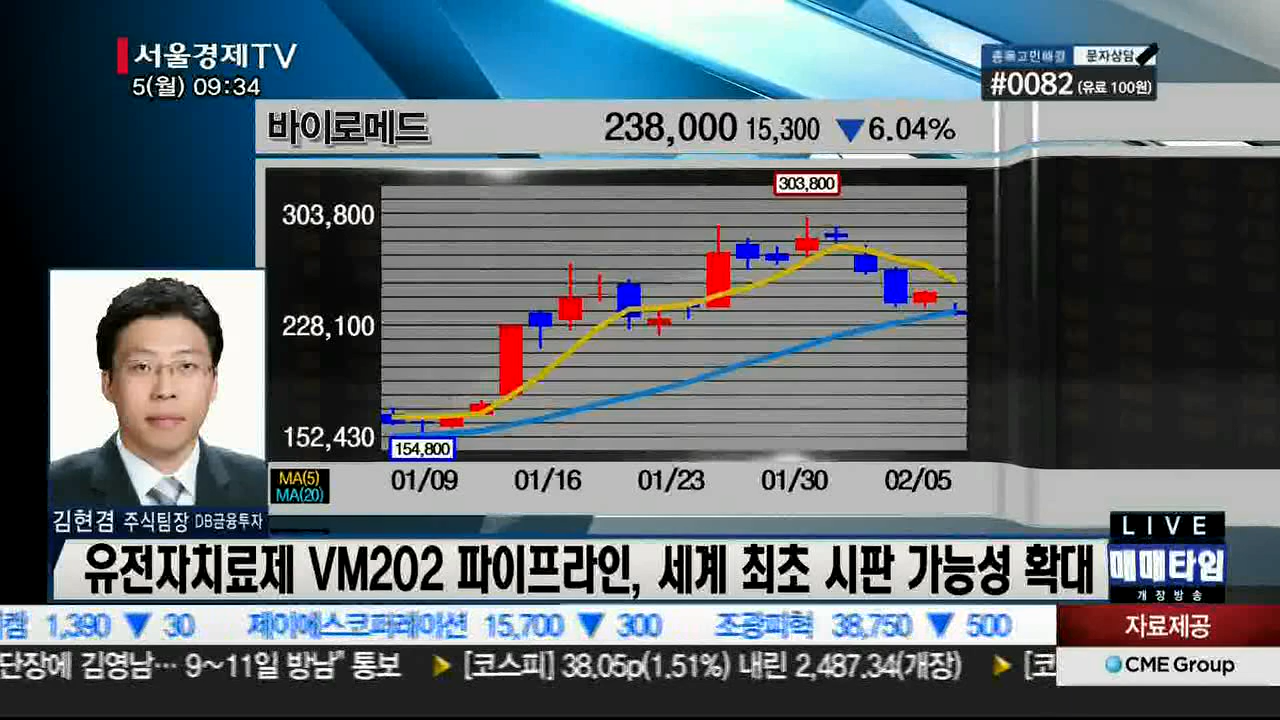 서울경제TV
5(월) 09:34
종목고민해결 문자상담
#0082 (유료 100원)
바이로메드 238,000 15,300 ▼6.04%
303,800
303,800
228,100
152,430
154,800
MA(5)
MA(20)
01/09 01/16 01/23 01/30 02/05
김현겸 주식팀장 DB금융투자
LIVE
매매타임
개장방송
유전자치료제 VM202 파이프라인, 세계 최초 시판 가능성 확대
켐 1,390 ▼ 30 제이에스코퍼레이션 15,700 ▼ 300 조광피혁 38,750 ▼ 500
자료제공
단장에 김영남… 9~11일 방남" 통보 ▶ [코스피] 38.05p(1.51%) 내린 2,487.34(개장) ▶ [코
CME Group